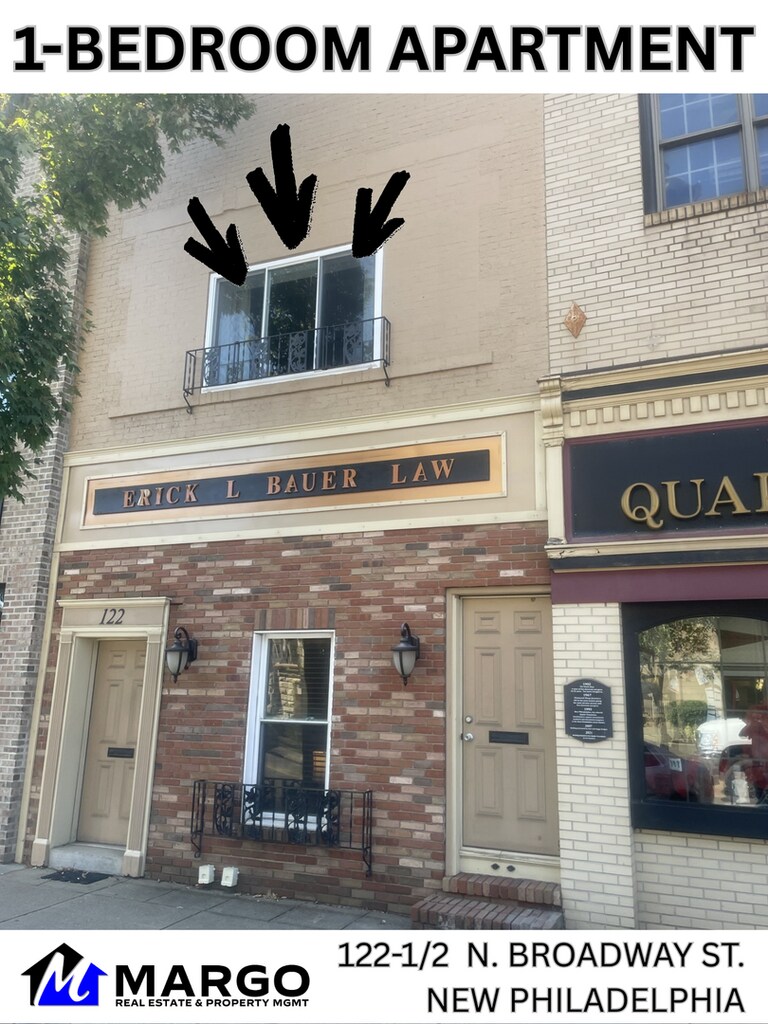 1-BEDROOM APARTMENT
ERICK L BAUER LAW
QUAL
122
MARGO
REAL ESTATE & PROPERTY MGMT
122-1/2 N. BROADWAY ST.
NEW PHILADELPHIA